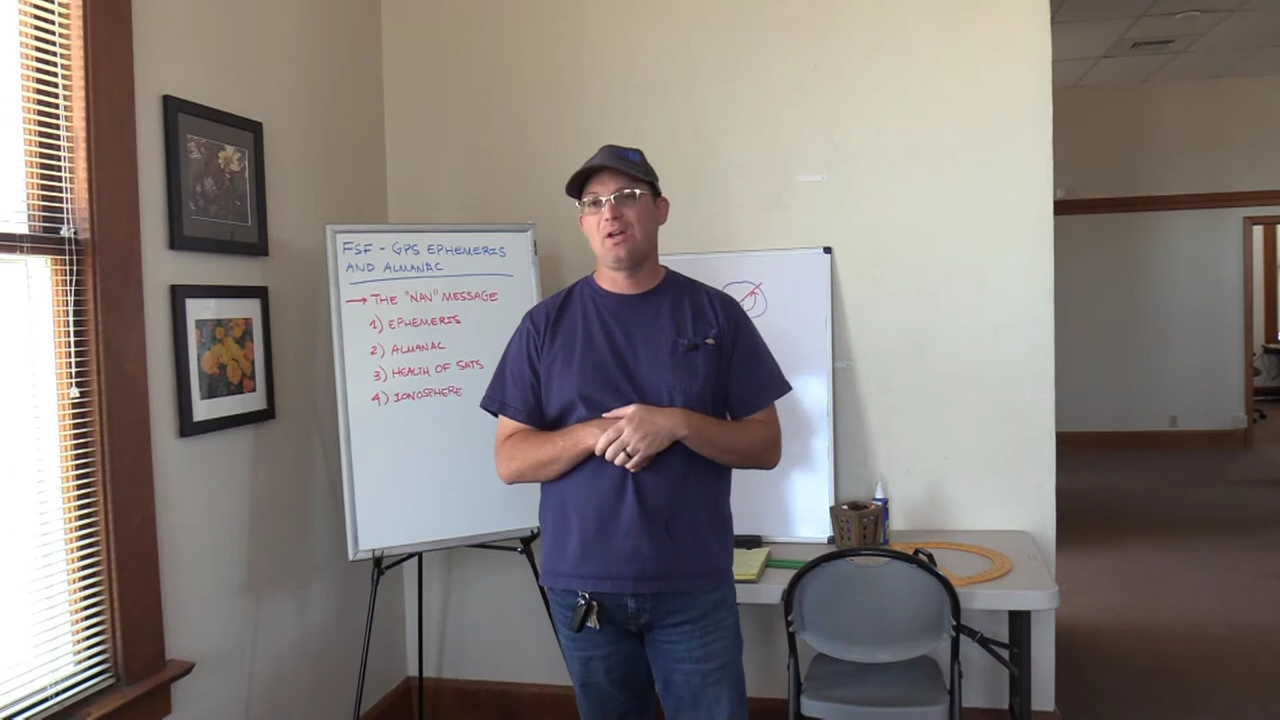 FSF - GPS EPHEMERIS
AND ALMANAC
→ THE "NAV" MESSAGE
1) EPHEMERIS
2) ALMANAC
3) HEALTH OF SATS
4) IONOSPHERE